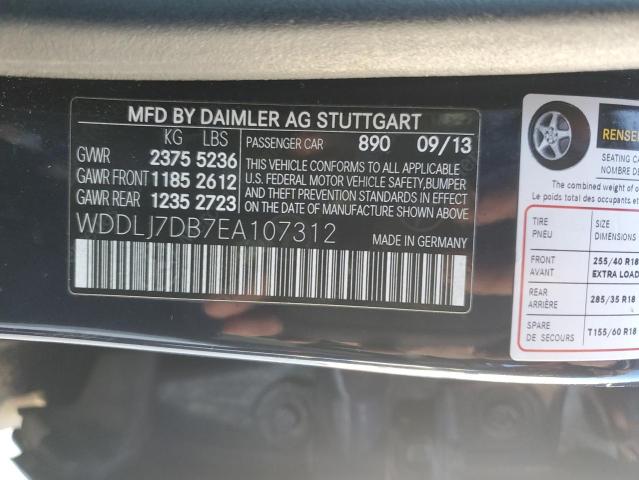 MFD BY DAIMLER AG STUTTGART
KG LBS
PASSENGER CAR 890 09/13
GVWR 2375 5236
GAWR FRONT 1185 2612
GAWR REAR 1235 2723
THIS VEHICLE CONFORMS TO ALL APPLICABLE
U.S. FEDERAL MOTOR VEHICLE SAFETY, BUMPER
AND THEFT PREVENTION STANDARDS IN EFFECT
ON THE DATE OF MANUFACTURE SHOWN ABOVE.
WDDLJ7DB7EA107312
MADE IN GERMANY
RENSE
SEATING CA
NOMBRE D
The combined weight of
Le poids total des occupants
TIRE
PNEU
SIZE
DIMENSIONS
FRONT
AVANT
255/40 R18
EXTRA LOAD
REAR
ARRIÈRE
285/35 R18
SPARE
DE SECOURS
T155/60 R18